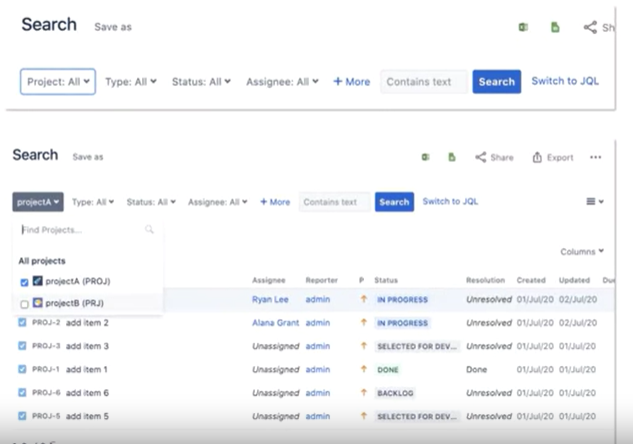 Search Save as
Sh
Project: All Type: All Status: All Assignee: All + More Contains text Search Switch to JQL
Search Save as Share Export
projectA Type: All Status: All Assignee: All + More Contains text Search Switch to JQL
Find Projects...
Columns
All projects
Assignee Reporter P Status Resolution Created Updated Due
projectA (PROJ)
projectB (PRJ) Ryan Lee admin IN PROGRESS Unresolved 01/Jul/20 02/Jul/20
PROJ-2 add item 2 Alana Grant admin IN PROGRESS Unresolved 01/Jul/20 02/Jul/20
PROJ-3 add item 3 Unassigned admin SELECTED FOR DEV... Unresolved 01/Jul/20 01/Jul/20
PROJ-1 add item 1 Unassigned admin DONE Done 01/Jul/20 01/Jul/20
PROJ-6 add item 6 Unassigned admin BACKLOG Unresolved 01/Jul/20 01/Jul/20
PROJ-5 add item 5 Unassigned admin SELECTED FOR DEV... Unresolved 01/Jul/20 01/Jul/20